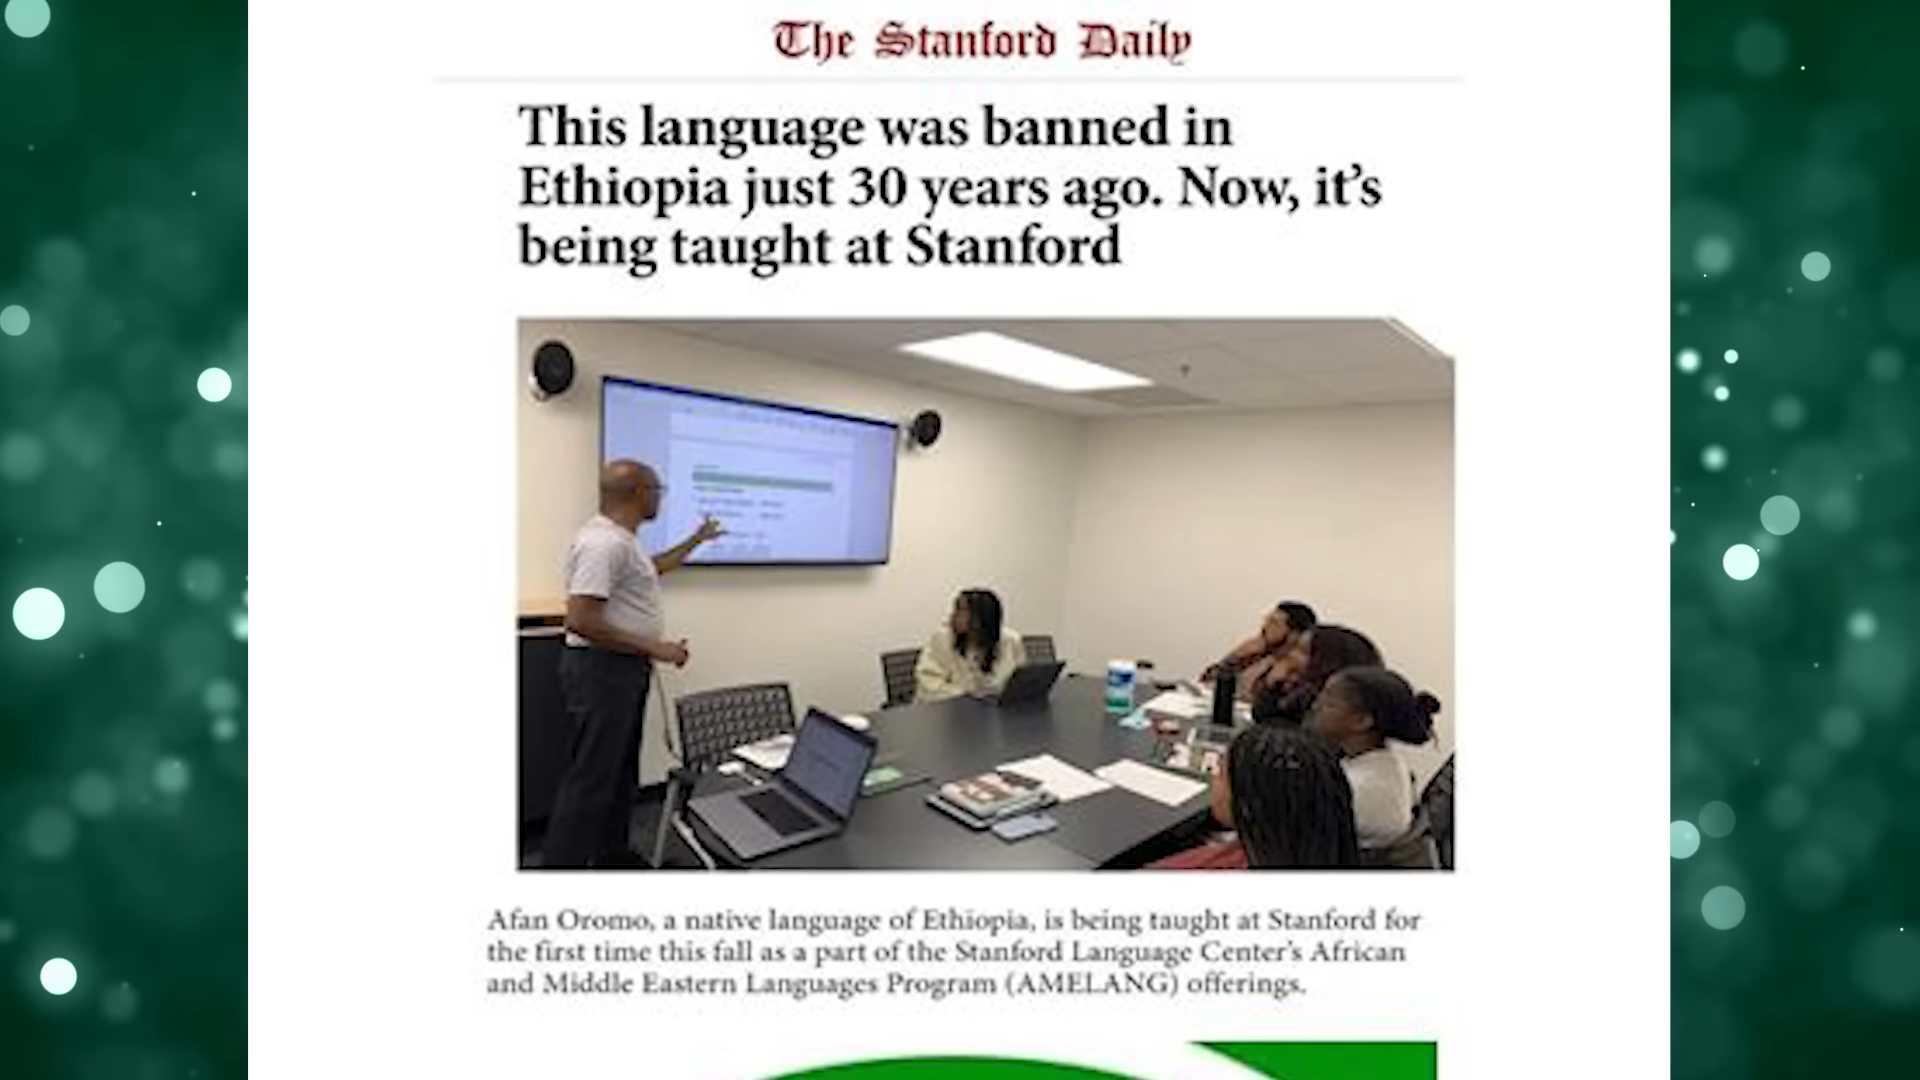 The Stanford Daily
This language was banned in
Ethiopia just 30 years ago. Now, it's
being taught at Stanford
Afan Oromo, a native language of Ethiopia, is being taught at Stanford for
the first time this fall as a part of the Stanford Language Center's African
and Middle Eastern Languages Program (AMELANG) offerings.